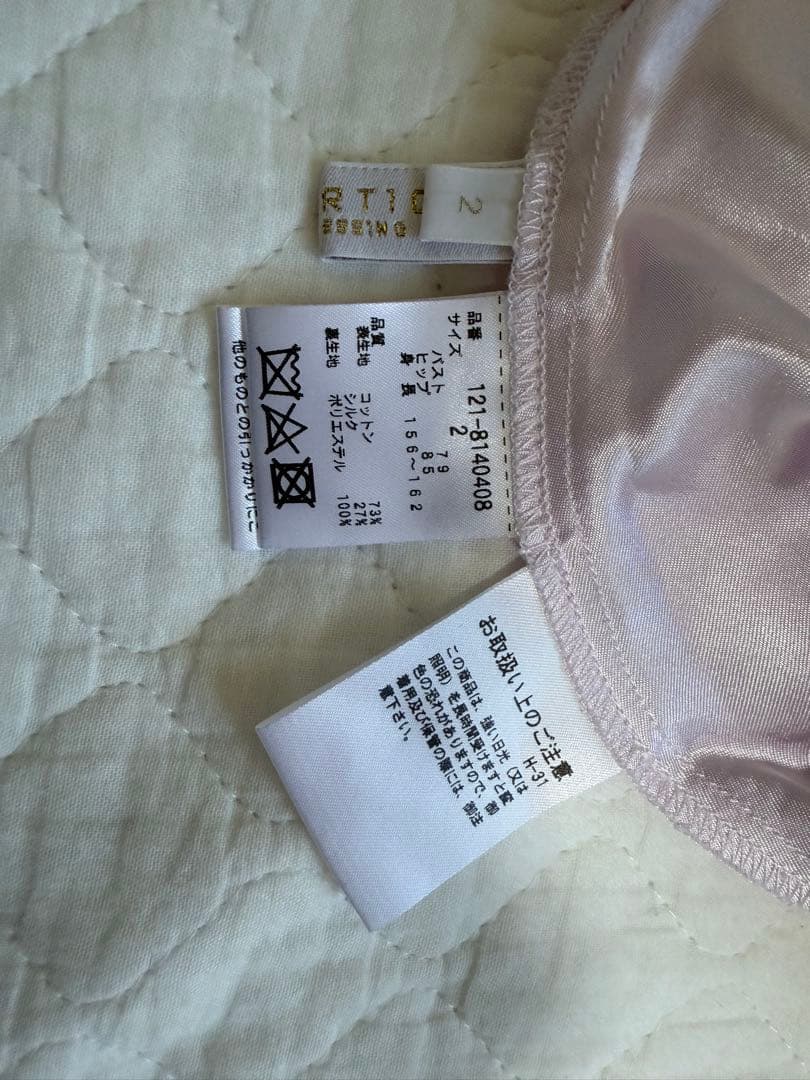 RTI
2
品番 121-8140408
サイズ 2
バスト 79
ヒップ 85
身長 156~162
品質
表生地 コットン 73%
シルク 27%
裏生地 ポリエステル 100%
他のものとの引っかかりにご
お取扱い上のご注意
H-31
この商品は、強い日光(又は
照明)を長時間受けますと変
色の恐れがありますので、御
着用及び保管の際には、御注
意下さい。